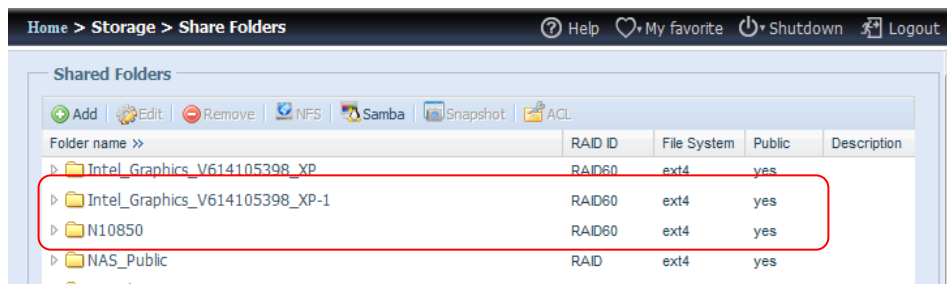 Home > Storage > Share Folders Help My favorite Shutdown Logout
Shared Folders
Add Edit Remove NFS Samba Snapshot ACL
Folder name >> RAID ID File System Public Description
Intel_Graphics_V614105398_XP RAID60 ext4 yes
Intel_Graphics_V614105398_XP-1 RAID60 ext4 yes
N10850 RAID60 ext4 yes
NAS_Public RAID ext4 yes